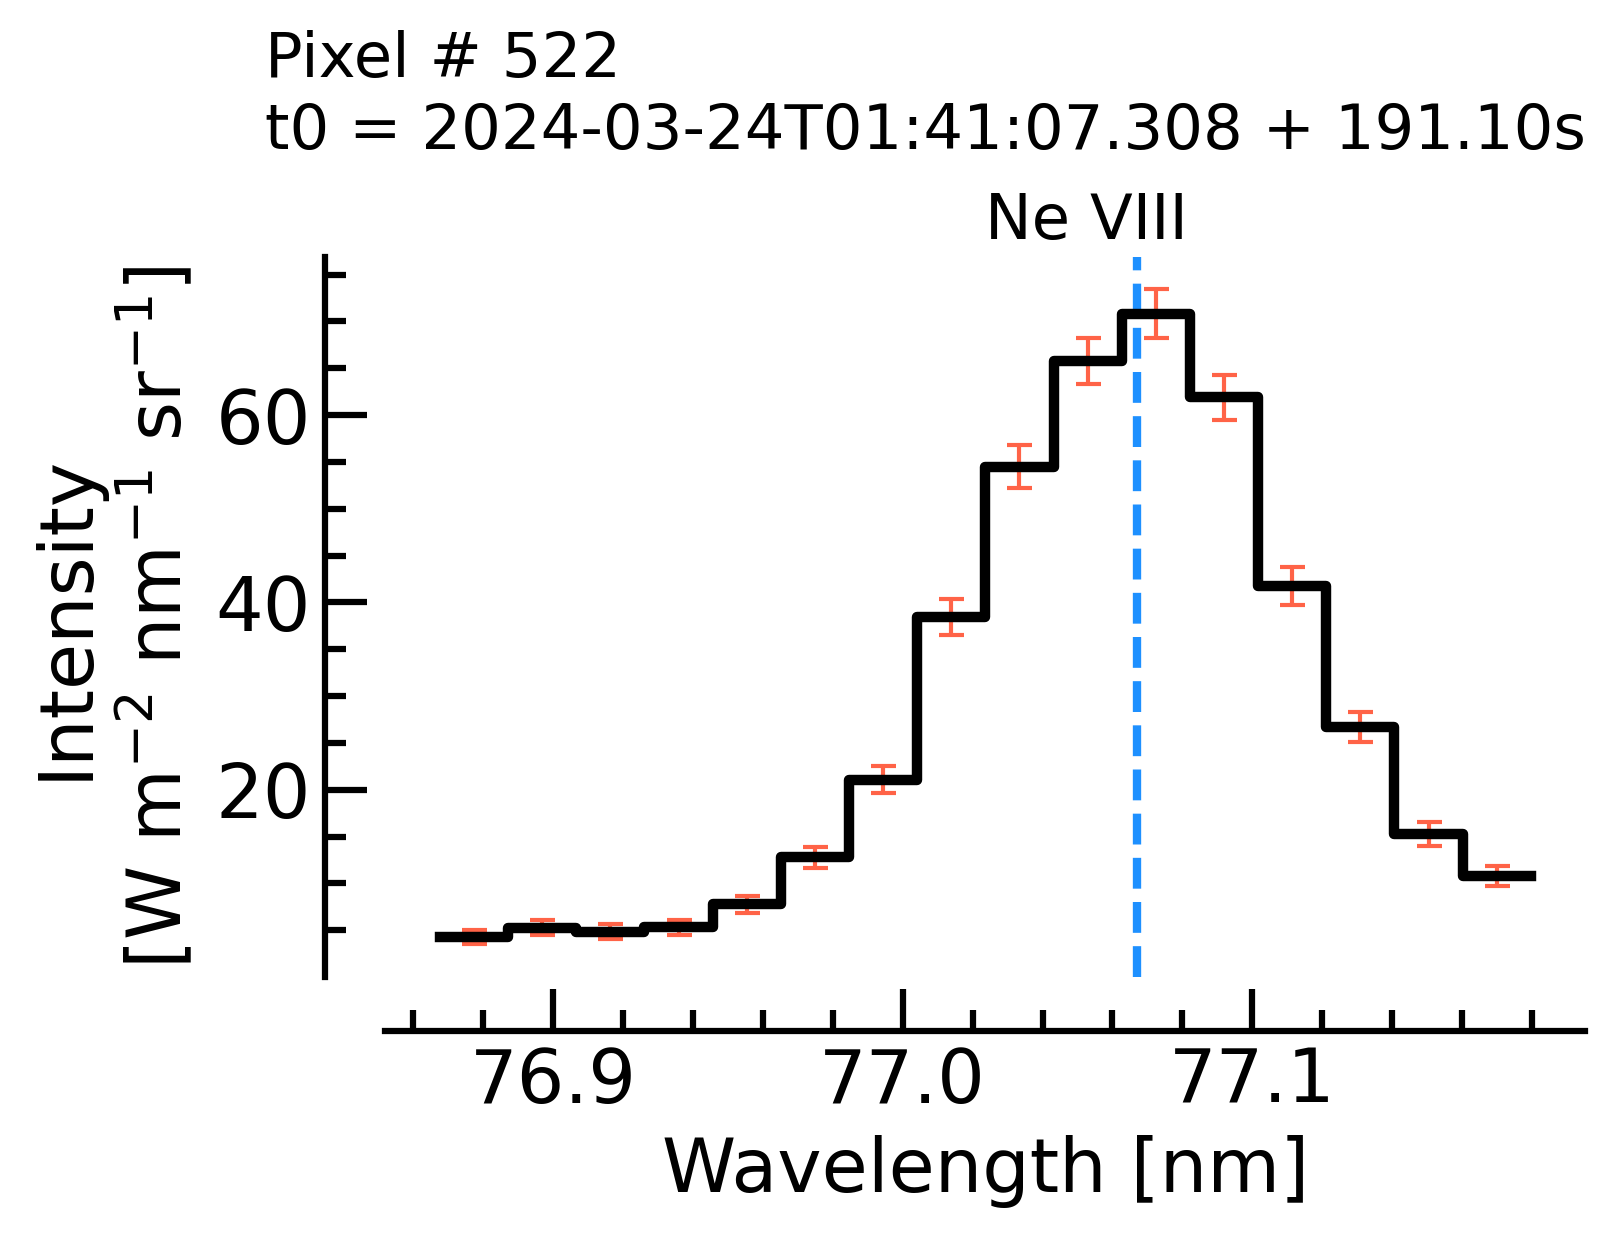 Pixel # 522
t0 = 2024-03-24T01:41:07.308 + 191.10s
Ne VIII
Intensity
[W m⁻² nm⁻¹ sr⁻¹]
60
40
20
76.9 77.0 77.1
Wavelength [nm]